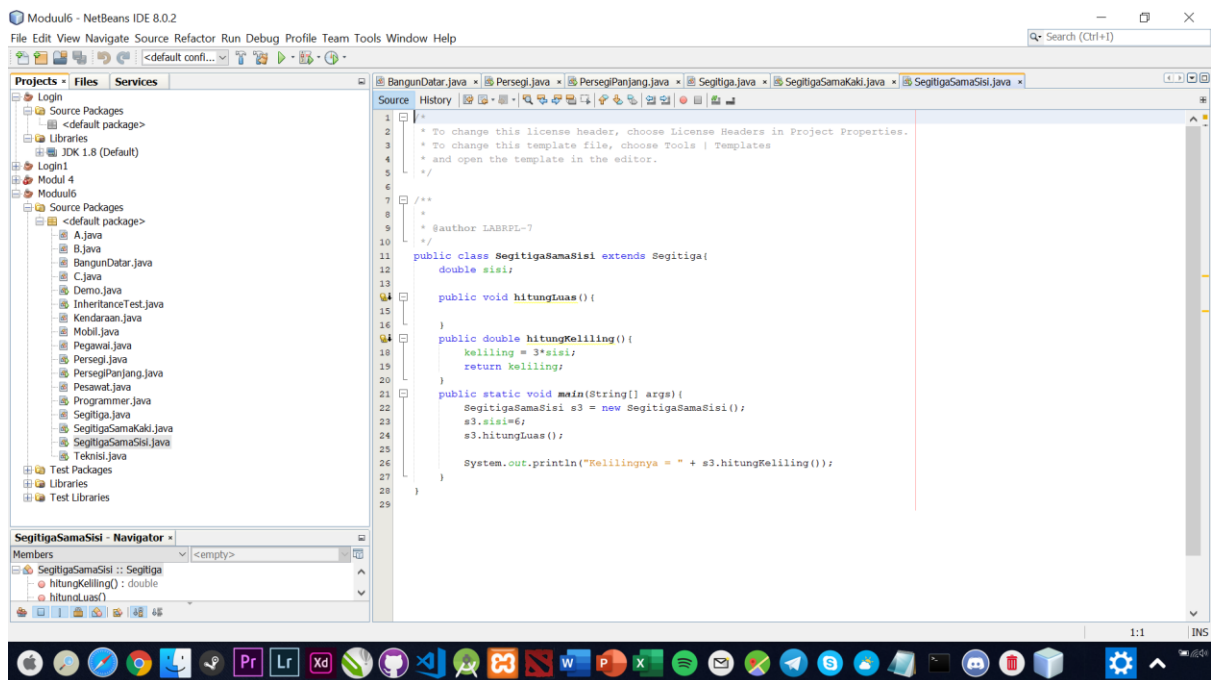 Moduul6 - NetBeans IDE 8.0.2
File Edit View Navigate Source Refactor Run Debug Profile Team Tools Window Help
Search (Ctrl+I)
<default confi...
Projects Files Services
Login
Source Packages
<default package>
Libraries
JDK 1.8 (Default)
Login1
Modul 4
Moduul6
Source Packages
<default package>
A.java
B.java
BangunDatar.java
C.java
Demo.java
InheritanceTest.java
Kendaraan.java
Mobil.java
Pegawai.java
Persegi.java
PersegiPanjang.java
Pesawat.java
Programmer.java
Segitiga.java
SegitigaSamaKaki.java
SegitigaSamaSisi.java
Teknisi.java
Test Packages
Libraries
Test Libraries
SegitigaSamaSisi - Navigator
Members <empty>
SegitigaSamaSisi :: Segitiga
hitungKeliling() : double
hitungLuas()
BangunDatar.java Persegi.java PersegiPanjang.java Segitiga.java SegitigaSamaKaki.java SegitigaSamaSisi.java
Source History
1 /*
2 * To change this license header, choose License Headers in Project Properties.
3 * To change this template file, choose Tools | Templates
4 * and open the template in the editor.
5 */
6
7 /**
8 *
9 * @author LABRPL-7
10 */
11 public class SegitigaSamaSisi extends Segitiga{
12 double sisi;
13
public void hitungLuas(){
15
16 }
public double hitungKeliling(){
18 keliling = 3*sisi;
19 return keliling;
20 }
21 public static void main(String[] args){
22 SegitigaSamaSisi s3 = new SegitigaSamaSisi();
23 s3.sisi=6;
24 s3.hitungLuas();
25
26 System.out.println("Kelilingnya = " + s3.hitungKeliling());
27 }
28 }
29
1:1 INS
Pr Lr Xd N W P X S